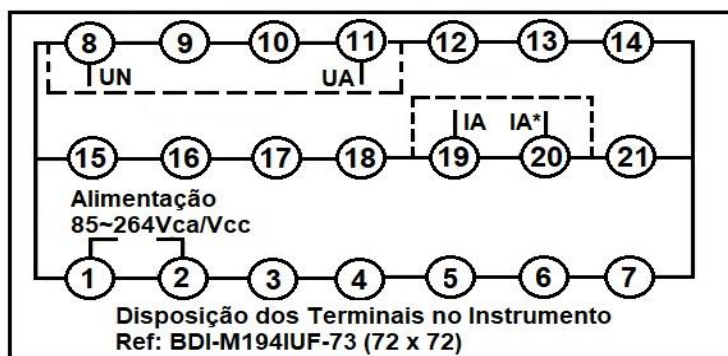 8 9 10 11 12 13 14
UN UA
IA IA*
15 16 17 18 19 20 21
Alimentação
85~264Vca/Vcc
1 2 3 4 5 6 7
Disposição dos Terminais no Instrumento
Ref: BDI-M194IUF-73 (72 x 72)